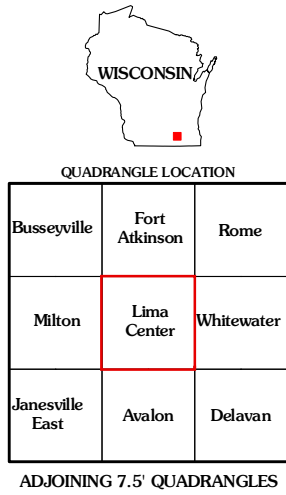 WISCONSIN
QUADRANGLE LOCATION
Busseyville
Fort
Atkinson
Rome
Milton
Lima
Center
Whitewater
Janesville
East
Avalon
Delavan
ADJOINING 7.5' QUADRANGLES